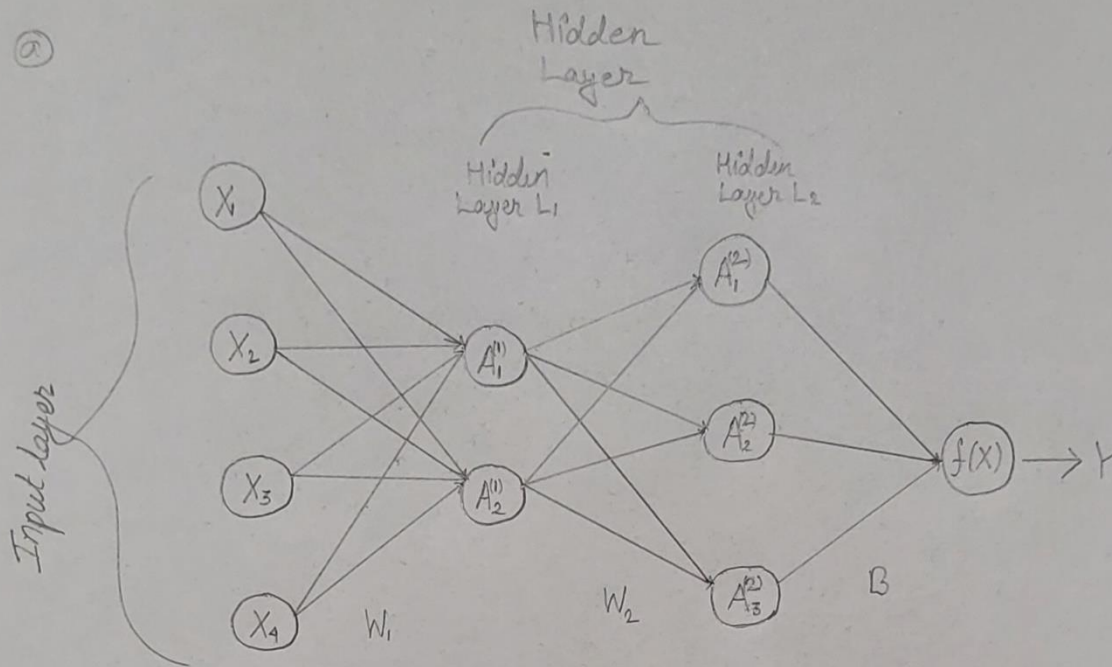 ⓐ
Hidden
Layer
Hidden
Layer L₁
Hidden
Layer L₂
Input layer
X₁
X₂
X₃
X₄
A₁⁽¹⁾
A₂⁽¹⁾
A₁⁽²⁾
A₂⁽²⁾
A₃⁽²⁾
f(X) → Y
W₁
W₂
B